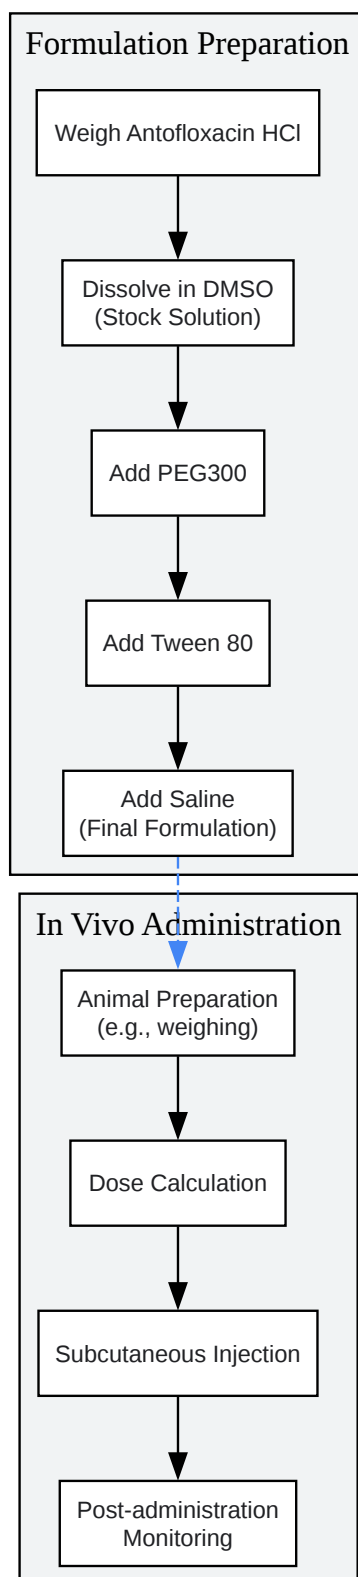 Formulation Preparation
Weigh Antofloxacin HCl
Dissolve in DMSO
(Stock Solution)
Add PEG300
Add Tween 80
Add Saline
(Final Formulation)
In Vivo Administration
Animal Preparation
(e.g., weighing)
Dose Calculation
Subcutaneous Injection
Post-administration
Monitoring